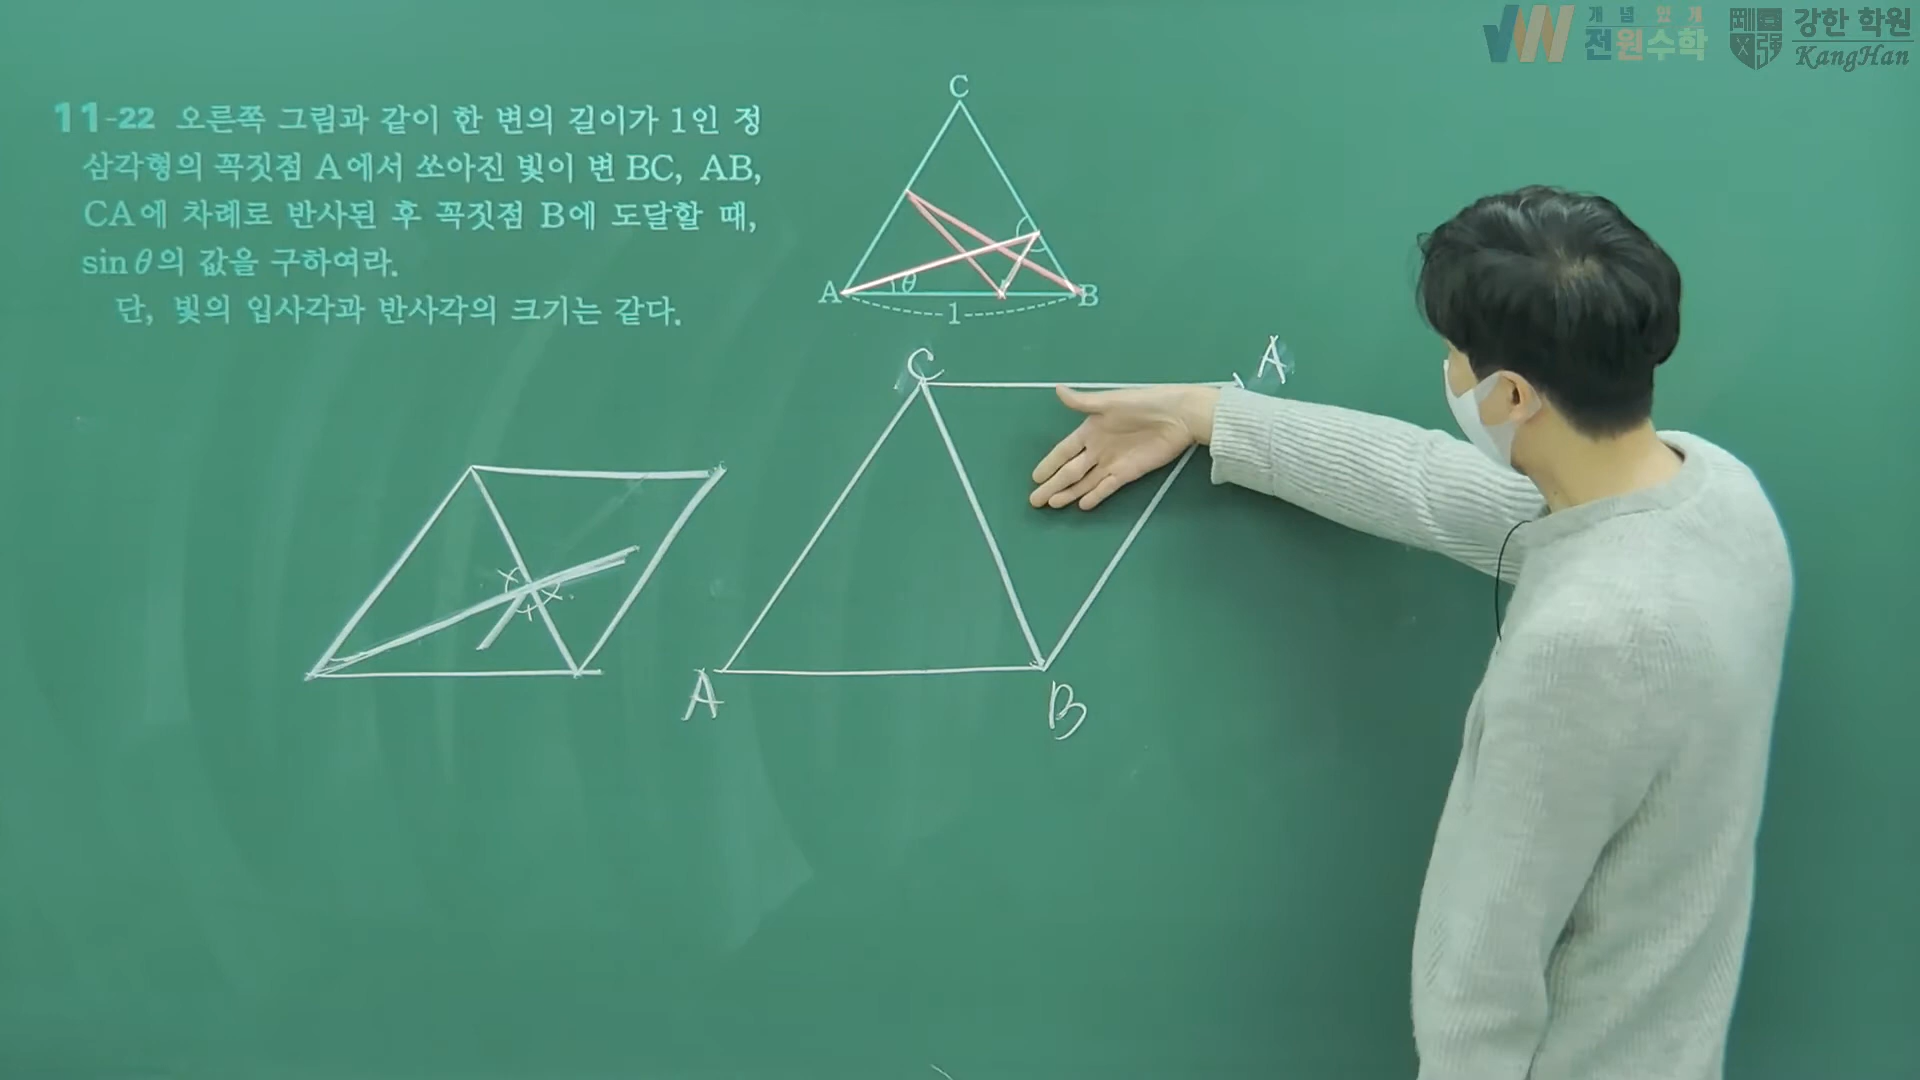 개념 있게
전원수학
강한 학원
KangHan
11-22 오른쪽 그림과 같이 한 변의 길이가 1인 정
삼각형의 꼭짓점 A에서 쏘아진 빛이 변 BC, AB,
CA에 차례로 반사된 후 꼭짓점 B에 도달할 때,
sin θ의 값을 구하여라.
단, 빛의 입사각과 반사각의 크기는 같다.
C
A
θ
B
1
C
A
A
B